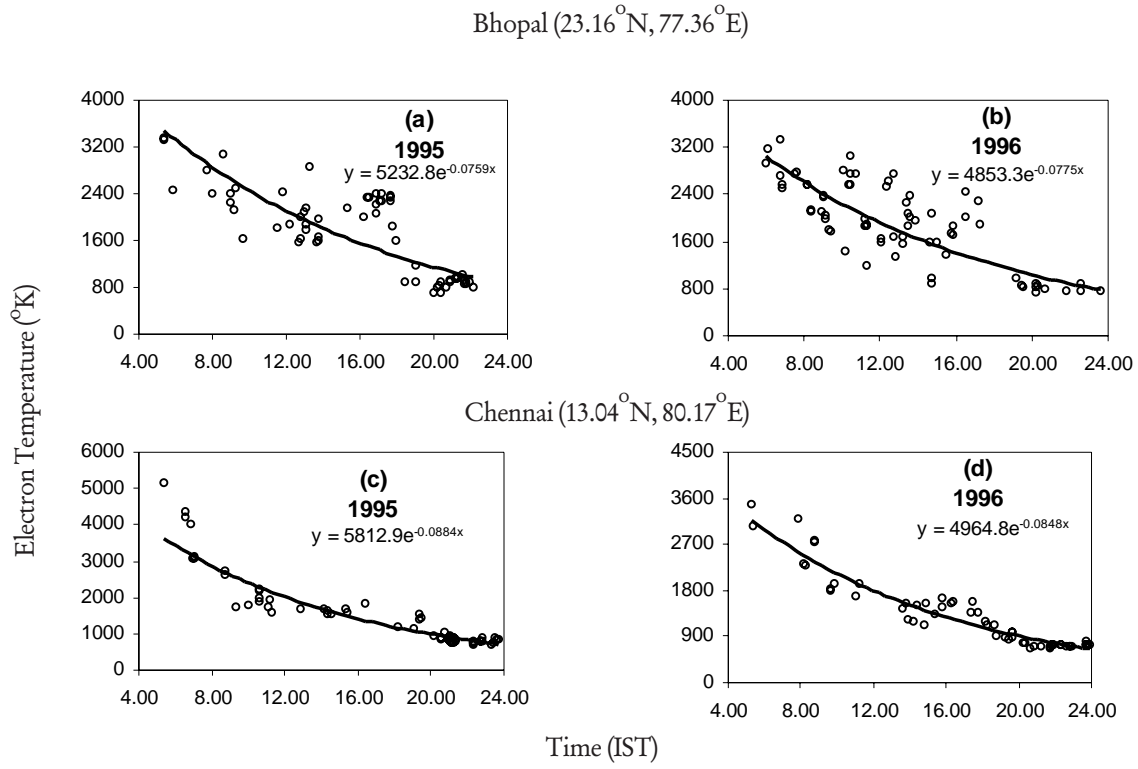 Bhopal (23.16°N, 77.36°E)
4000
3200
2400
1600
800
0
4.00 8.00 12.00 16.00 20.00 24.00
(a)
1995
y = 5232.8e^-0.0759x
4000
3200
2400
1600
800
0
4.00 8.00 12.00 16.00 20.00 24.00
(b)
1996
y = 4853.3e^-0.0775x
Electron Temperature (°K)
Chennai (13.04°N, 80.17°E)
6000
5000
4000
3000
2000
1000
0
4.00 8.00 12.00 16.00 20.00 24.00
(c)
1995
y = 5812.9e^-0.0884x
4500
3600
2700
1800
900
0
4.00 8.00 12.00 16.00 20.00 24.00
(d)
1996
y = 4964.8e^-0.0848x
Time (IST)